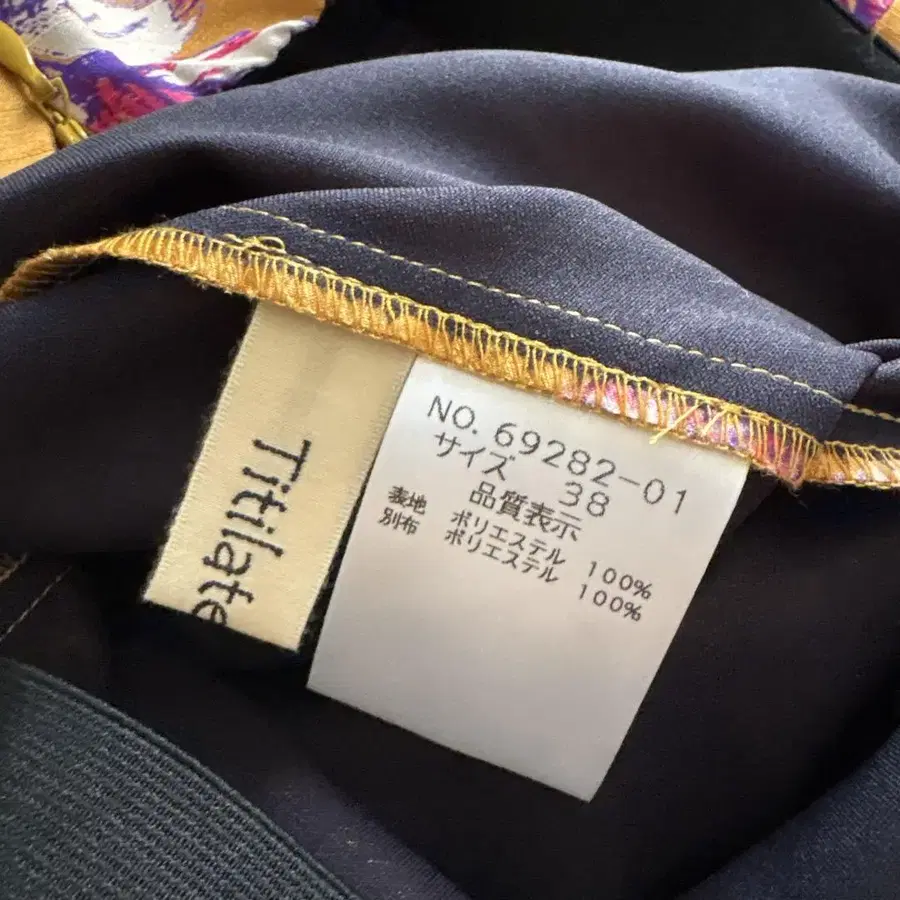 Titilate
NO. 69282-01
サイズ 38
品質表示
表地 ポリエステル 100%
別布 ポリエステル 100%